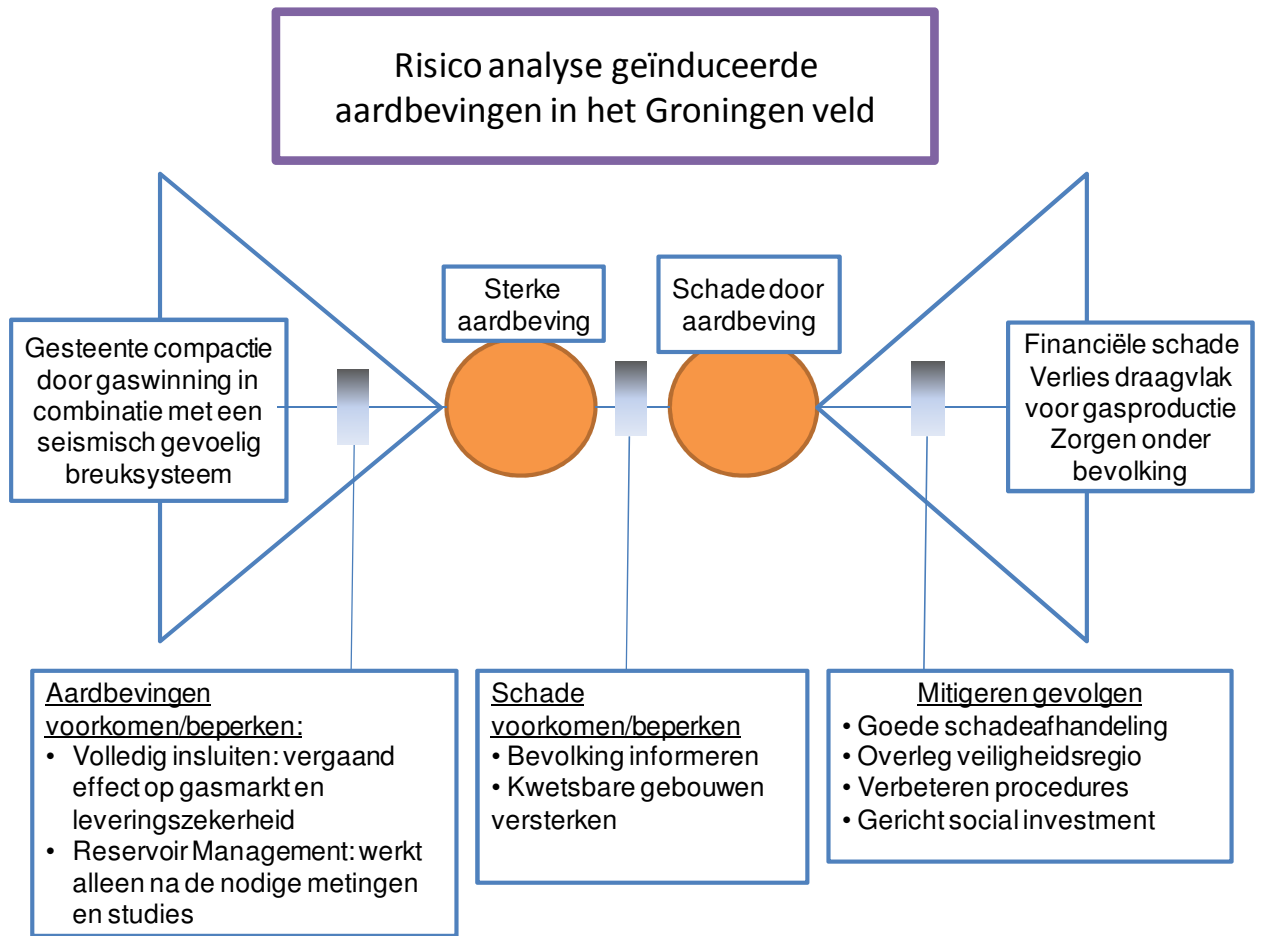 Risico analyse geïnduceerde
aardbevingen in het Groningen veld
Sterke
aardbeving
Schade door
aardbeving
Gesteente compactie
door gaswinning in
combinatie met een
seismisch gevoelig
breuksysteem
Financiële schade
Verlies draagvlak
voor gasproductie
Zorgen onder
bevolking
Aardbevingen
voorkomen/beperken:
• Volledig insluiten: vergaand
effect op gasmarkt en
leveringszekerheid
• Reservoir Management: werkt
alleen na de nodige metingen
en studies
Schade
voorkomen/beperken
• Bevolking informeren
• Kwetsbare gebouwen
versterken
Mitigeren gevolgen
• Goede schadeafhandeling
• Overleg veiligheidsregio
• Verbeteren procedures
• Gericht social investment